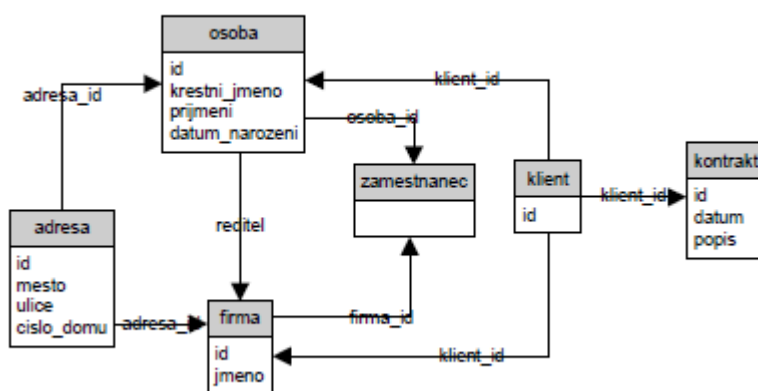 osoba
id
krestni_jmeno
prijmeni
datum_narozeni
adresa_id
klient_id
osoba_id
zamestnanec
klient
id
klient_id
kontrakt
id
datum
popis
reditel
adresa
id
mesto
ulice
cislo_domu
adresa_id
firma
id
jmeno
firma_id
klient_id